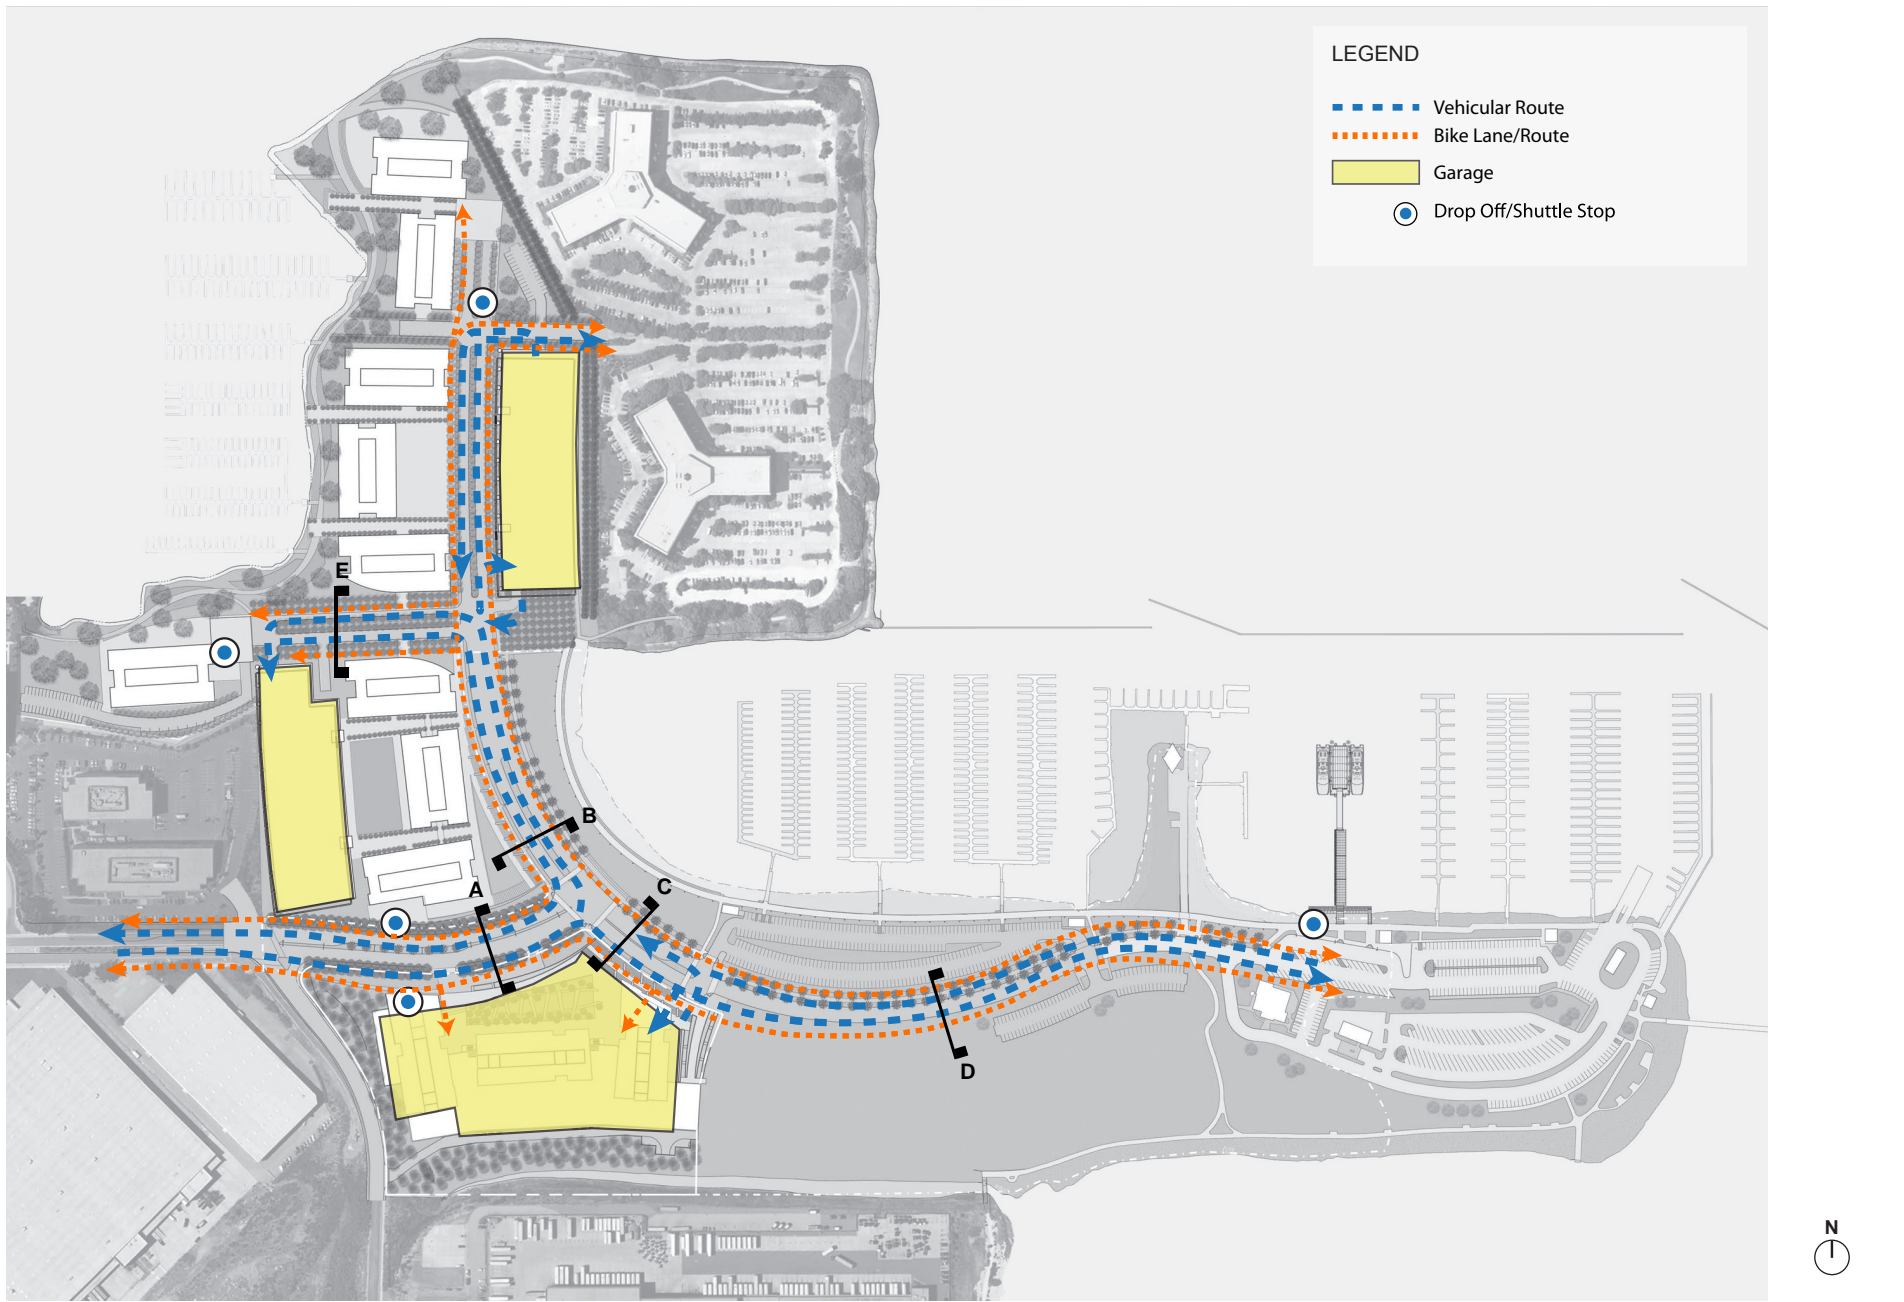 LEGEND
Vehicular Route
Bike Lane/Route
Garage
Drop Off/Shuttle Stop
E
B
A
C
D
N